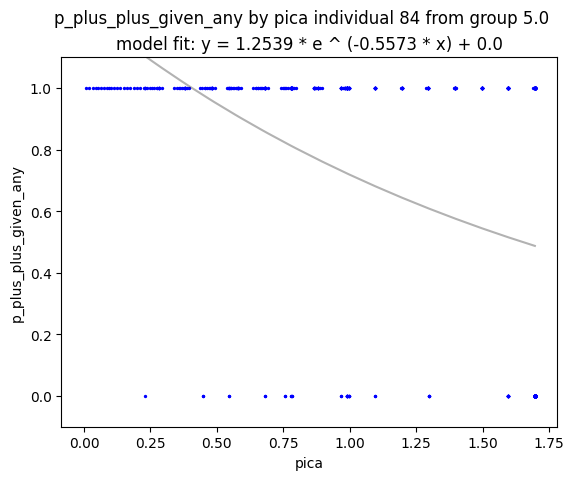 p_plus_plus_given_any by pica individual 84 from group 5.0
model fit: y = 1.2539 * e ^ (-0.5573 * x) + 0.0
1.0
0.8
0.6
0.4
0.2
0.0
p_plus_plus_given_any
0.00 0.25 0.50 0.75 1.00 1.25 1.50 1.75
pica